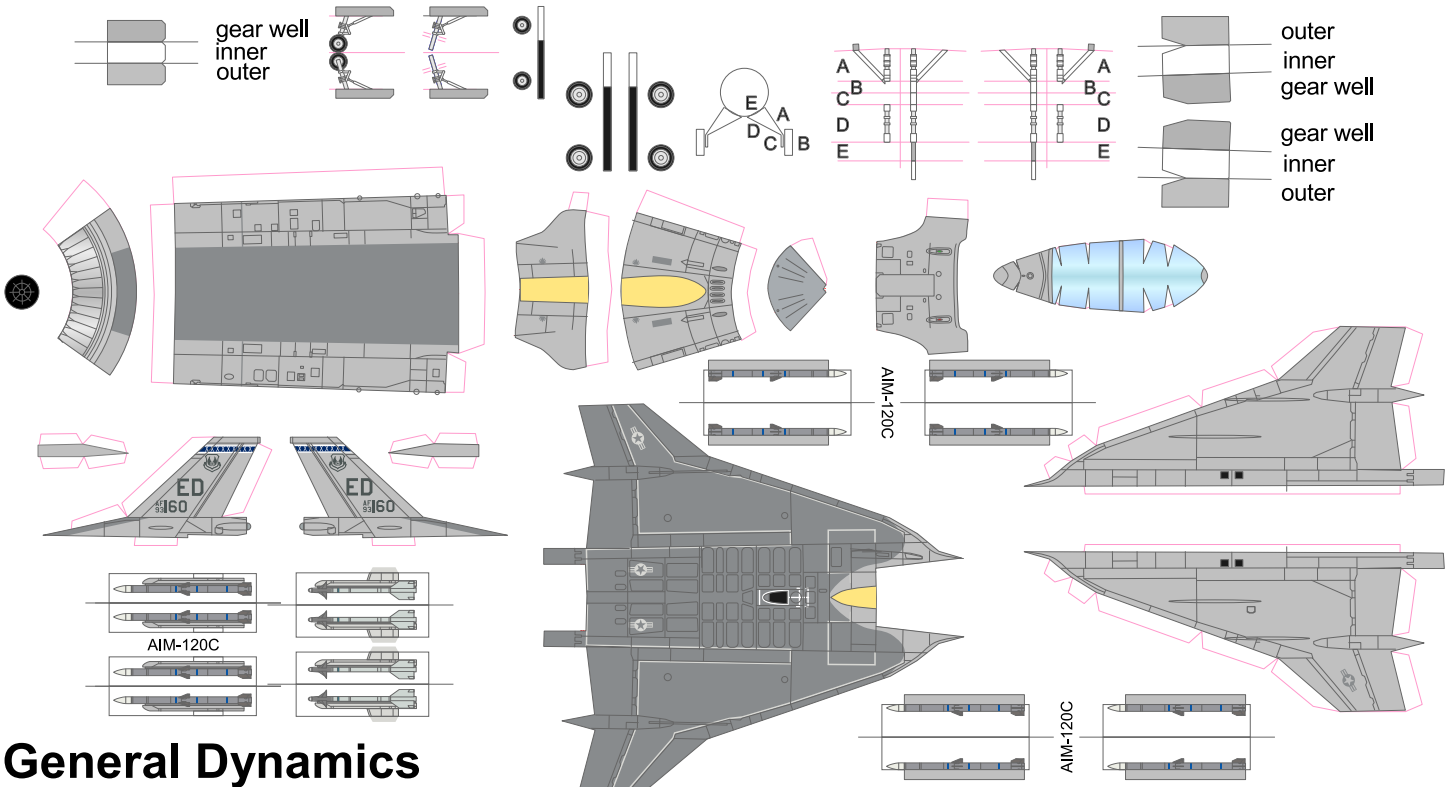 gear well
inner
outer
A
B
C
D
E
E
A
D
C
B
A
B
C
D
E
outer
inner
gear well
gear well
inner
outer
AIM-120C
ED
AF
93 160
ED
AF
93 160
AIM-120C
AIM-120C
General Dynamics